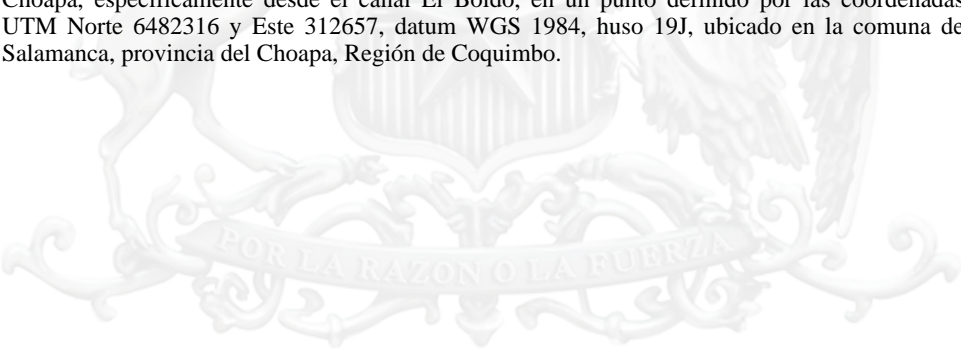 Choapa, específicamente desde el canal El Boldo, en un punto definido por las coordenadas
UTM Norte 6482316 y Este 312657, datum WGS 1984, huso 19J, ubicado en la comuna de
Salamanca, provincia del Choapa, Región de Coquimbo.
POR LA RAZON O LA FUERZA